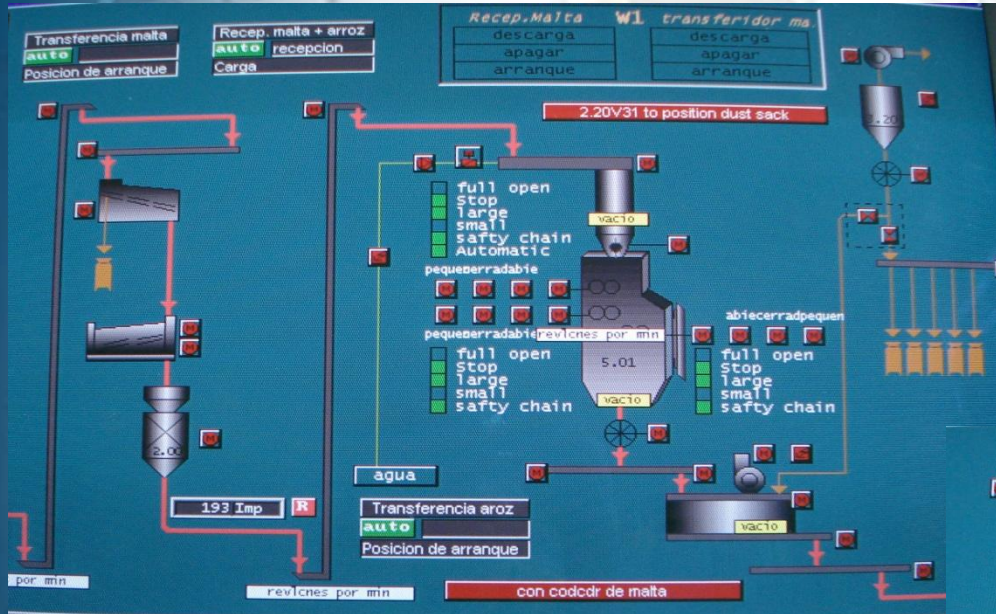 Transferencia malta
auto
Posicion de arranque
Recep. malta + arroz
auto recepcion
Carga
Recep.Malta W1 transferidor ma.
descarga descarga
apagar apagar
arranque arranque
2.20V31 to position dust sack
3.20
full open
Stop
large
small
safty chain
Automatic
vacio
pequeerradabie
pequeerradabie
revlcnes por min
abiecerradpequen
full open
Stop
large
small
safty chain
5.01
vacio
full open
Stop
large
small
safty chain
2.00
193 Imp R
agua
Transferencia aroz
auto
Posicion de arranque
vacio
por min
revlcnes por min
con codcdr de malta